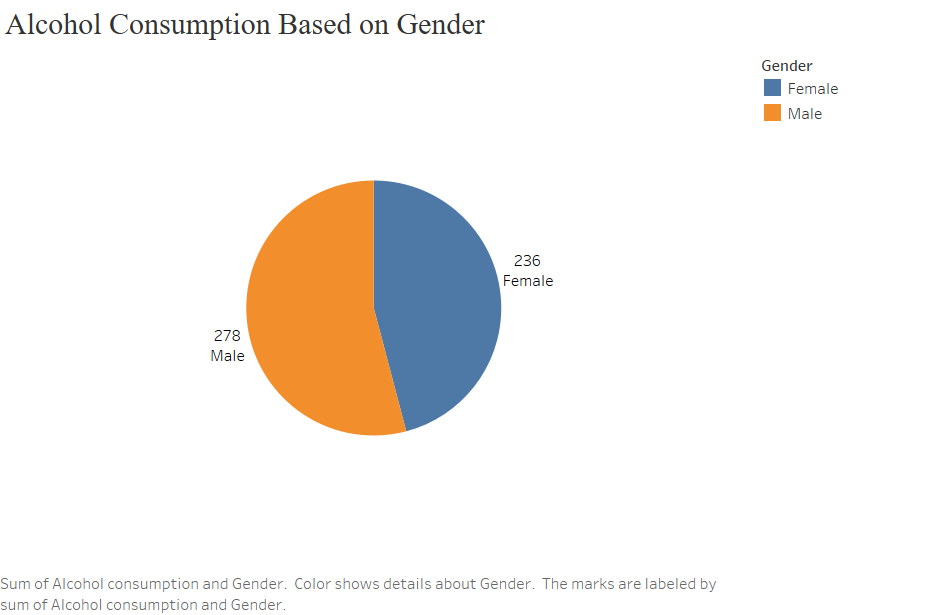 Alcohol Consumption Based on Gender
Gender
Female
Male
236
Female
278
Male
Sum of Alcohol consumption and Gender.  Color shows details about Gender.  The marks are labeled by
sum of Alcohol consumption and Gender.